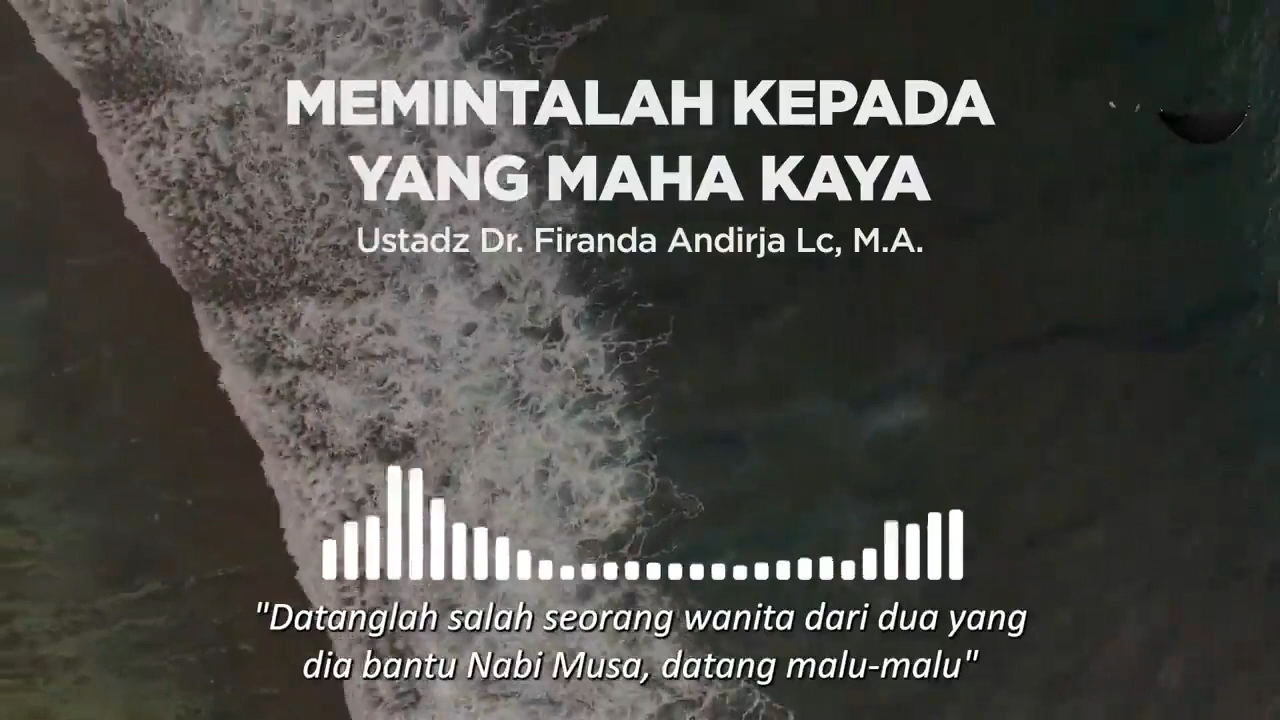 MEMINTALAH KEPADA
YANG MAHA KAYA
Ustadz Dr. Firanda Andirja Lc, M.A.
"Datanglah salah seorang wanita dari dua yang
dia bantu Nabi Musa, datang malu-malu"